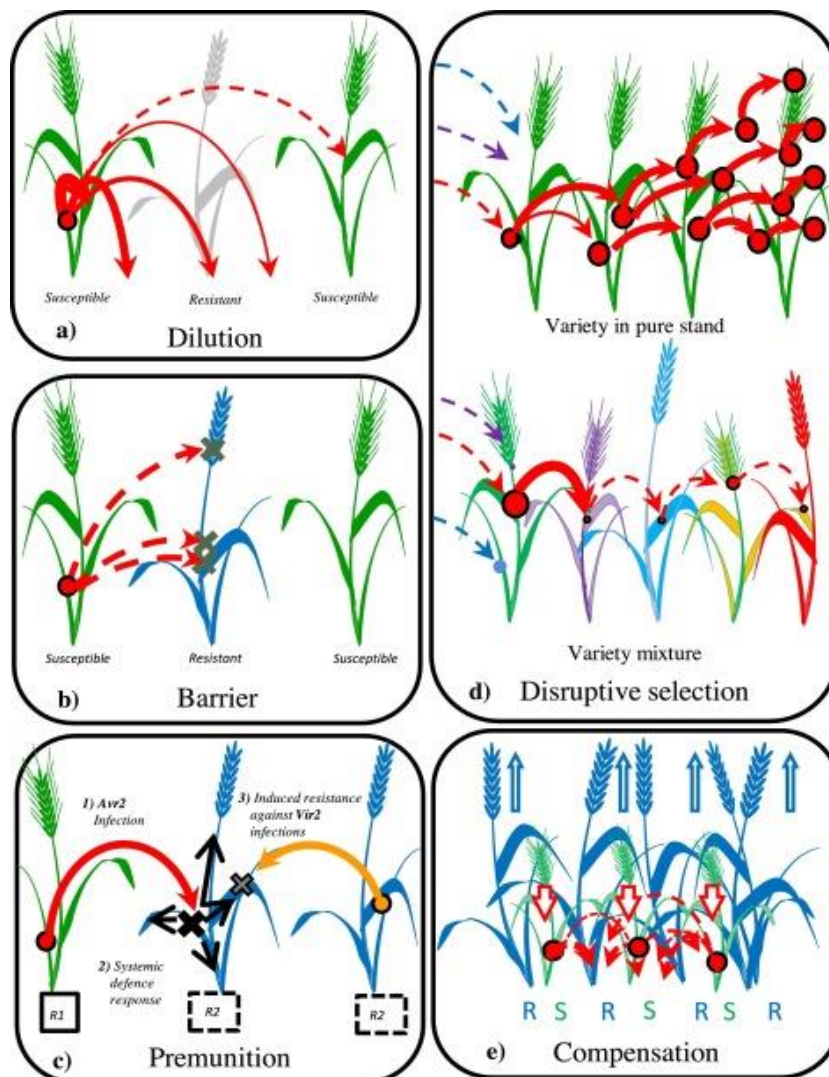 Susceptible
Resistant
Susceptible
a)
Dilution
Susceptible
Resistant
Susceptible
b)
Barrier
1) Avr2
Infection
3) Induced resistance
against Vir2
infections
2) Systemic
defence
response
R1
R2
R2
c)
Premunition
Variety in pure stand
Variety mixture
d)
Disruptive selection
R S R S R S R
e)
Compensation